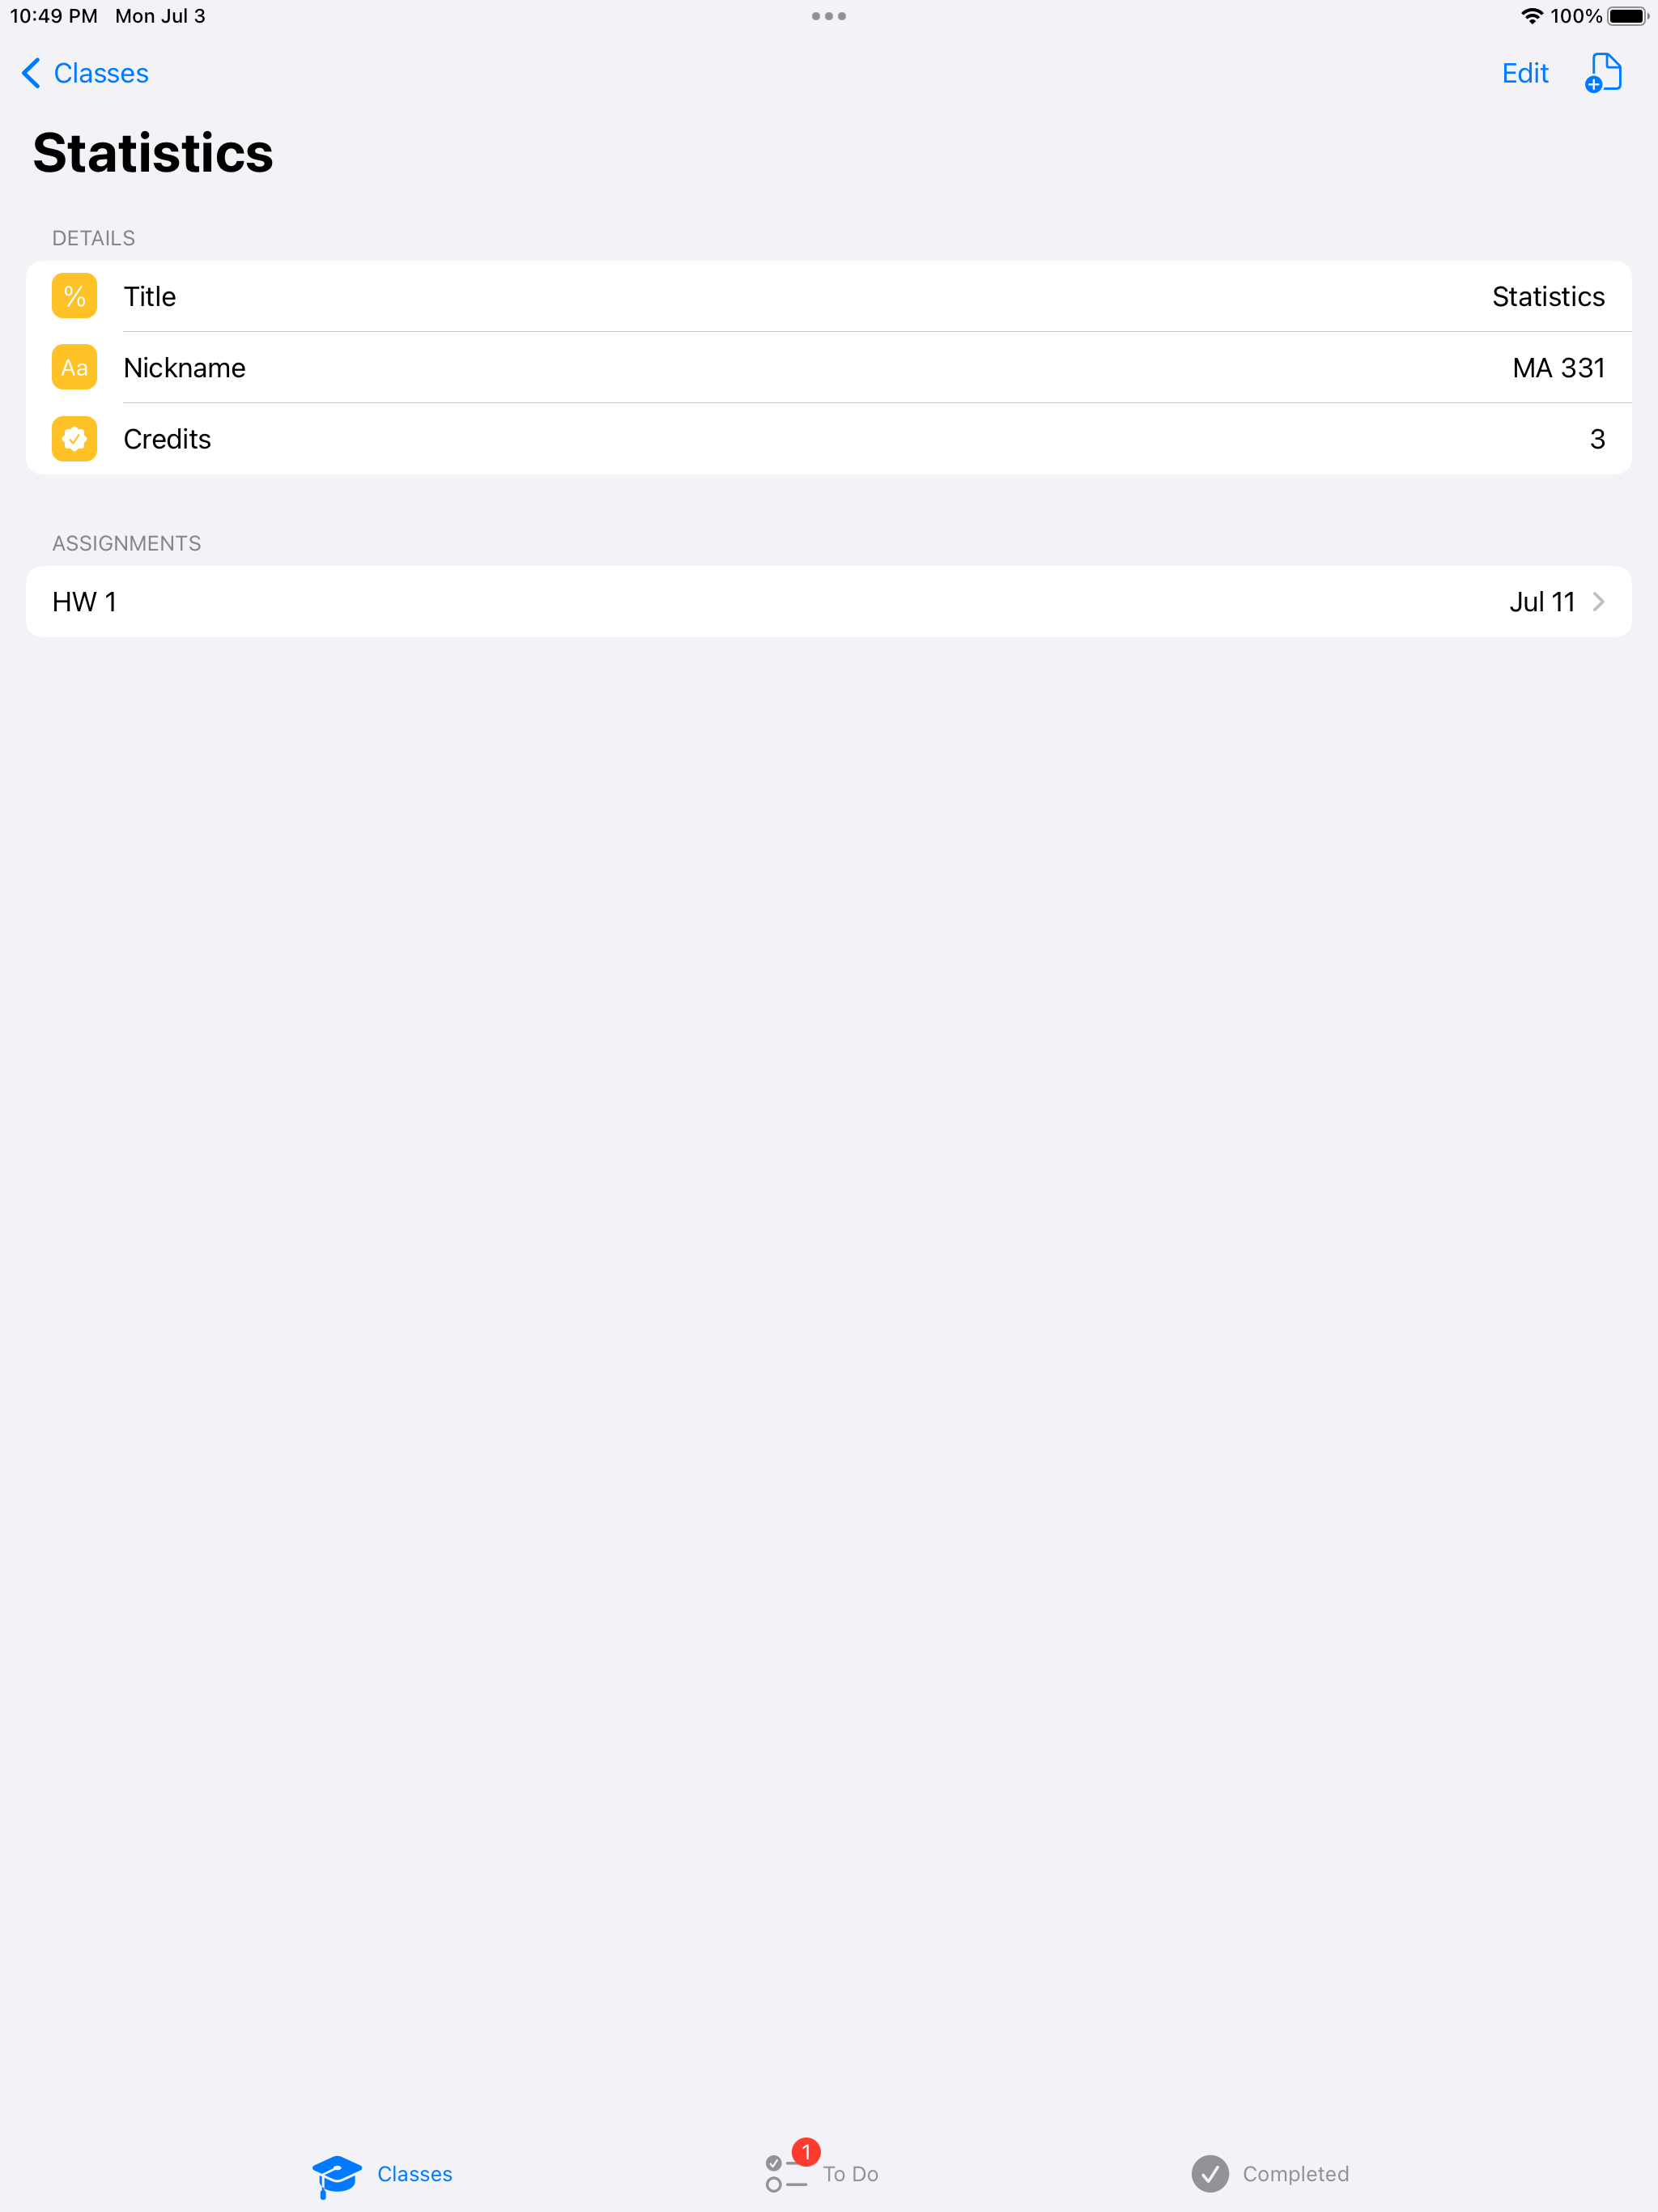 10:49 PM Mon Jul 3 100%
Classes Edit
Statistics
DETAILS
% Title Statistics
Aa Nickname MA 331
Credits 3
ASSIGNMENTS
HW 1 Jul 11
Classes 1 To Do Completed